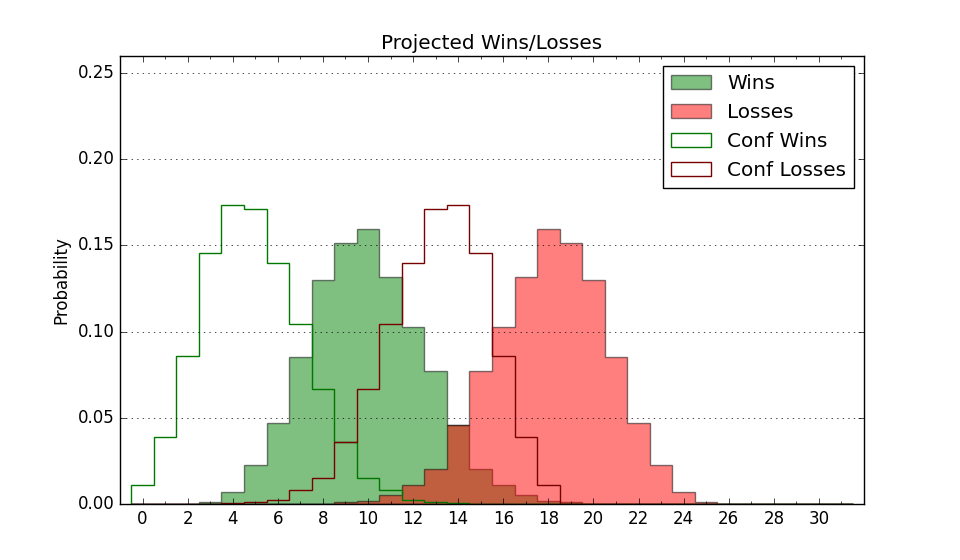 Projected Wins/Losses
0.25
0.20
0.15
0.10
0.05
0.00
Probability
Wins
Losses
Conf Wins
Conf Losses
0 2 4 6 8 10 12 14 16 18 20 22 24 26 28 30